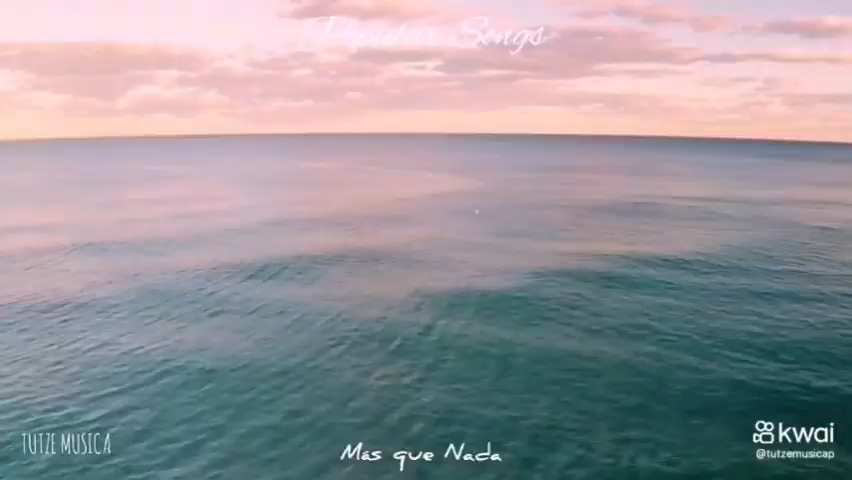 Popular Songs
TUTZE MUSICA
Más que Nada
kwai
@tutzemusicap